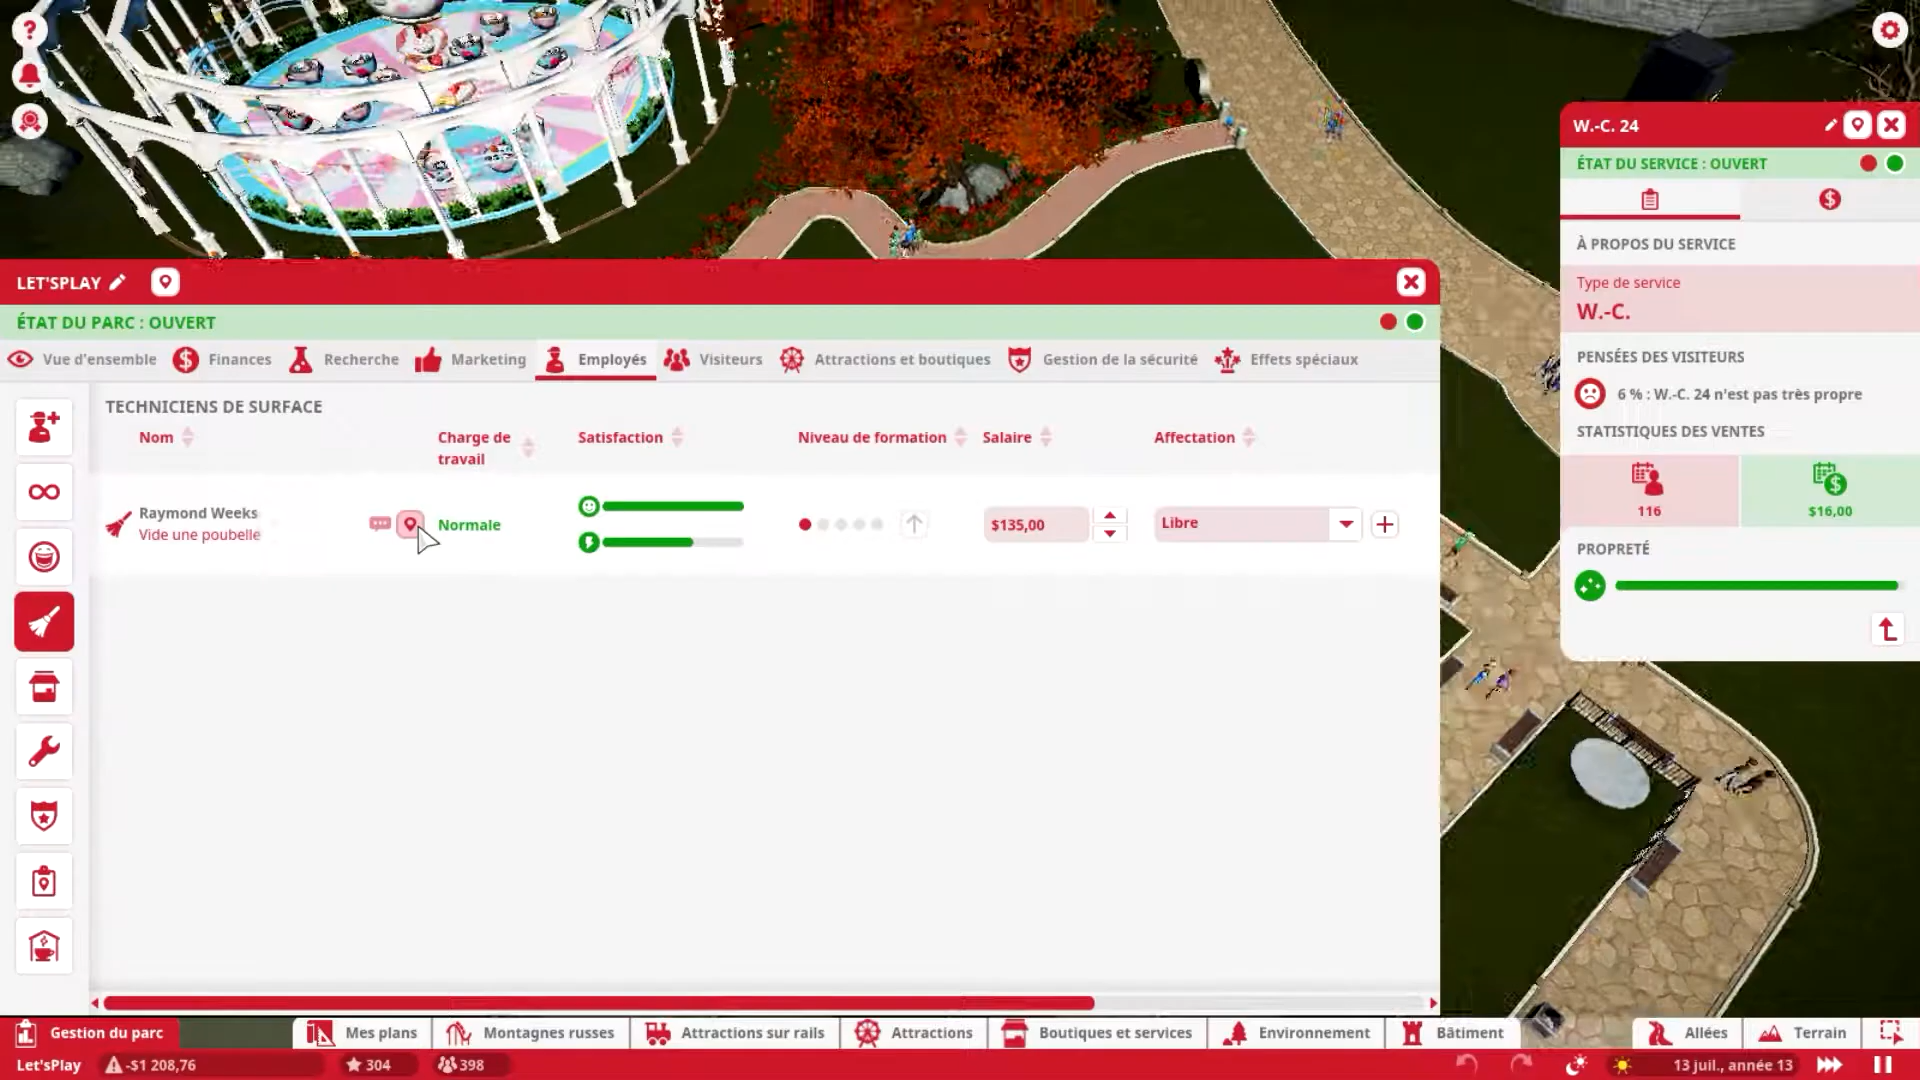 LET'SPLAY
ÉTAT DU PARC : OUVERT
Vue d'ensemble
Finances
Recherche
Marketing
Employés
Visiteurs
Attractions et boutiques
Gestion de la sécurité
Effets spéciaux
TECHNICIENS DE SURFACE
Nom
Charge de travail
Satisfaction
Niveau de formation
Salaire
Affectation
Raymond Weeks
Vide une poubelle
Normale
$135,00
Libre
W.-C. 24
ÉTAT DU SERVICE : OUVERT
À PROPOS DU SERVICE
Type de service
W.-C.
PENSÉES DES VISITEURS
6 % : W.-C. 24 n'est pas très propre
STATISTIQUES DES VENTES
116
$16,00
PROPRETÉ
Gestion du parc
Mes plans
Montagnes russes
Attractions sur rails
Attractions
Boutiques et services
Environnement
Bâtiment
Allées
Terrain
Let'sPlay
-$1 208,76
304
398
13 juil., année 13